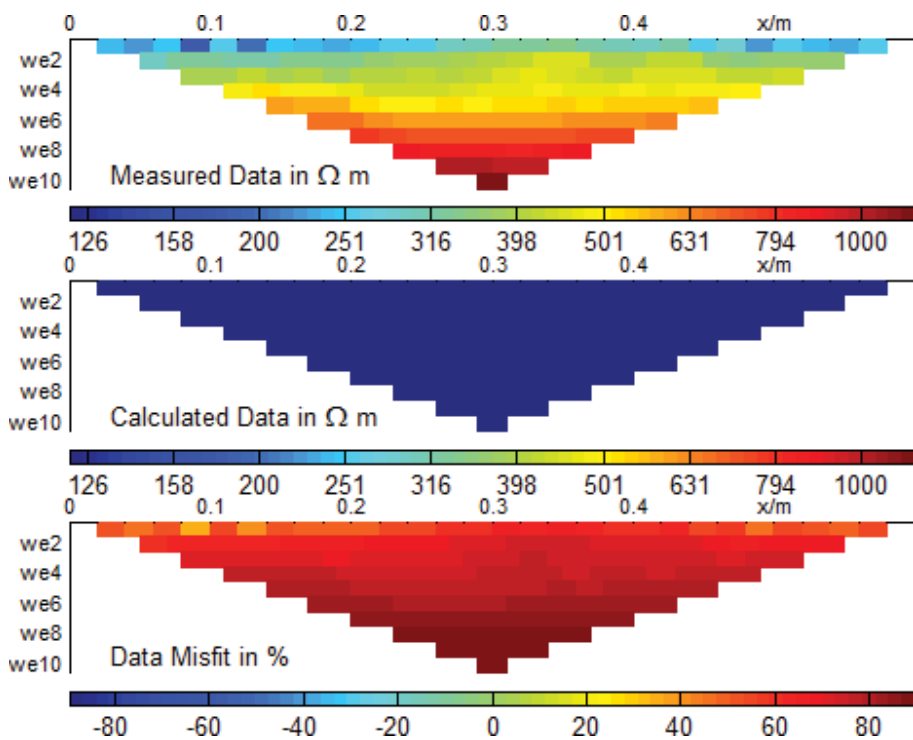 0 0.1 0.2 0.3 0.4 x/m
we2
we4
we6
we8
we10
Measured Data in Ω m
126 158 200 251 316 398 501 631 794 1000
0 0.1 0.2 0.3 0.4 x/m
we2
we4
we6
we8
we10
Calculated Data in Ω m
126 158 200 251 316 398 501 631 794 1000
0 0.1 0.2 0.3 0.4 x/m
we2
we4
we6
we8
we10
Data Misfit in %
-80 -60 -40 -20 0 20 40 60 80